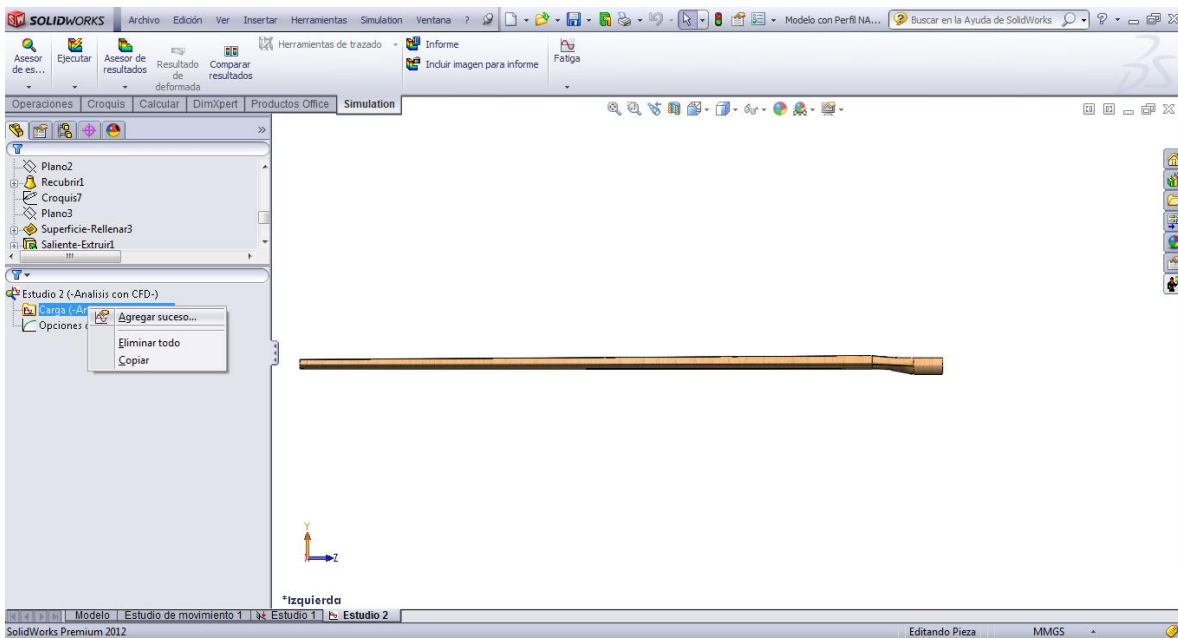 SOLIDWORKS Archivo Edición Ver Insertar Herramientas Simulation Ventana ? Modelo con Perfil NA... Buscar en la Ayuda de SolidWorks
Asesor de es... Ejecutar Asesor de resultados Resultado de deformada Comparar resultados Herramientas de trazado Informe
Incluir imagen para informe Fatiga
Operaciones Croquis Calcular DimXpert Productos Office Simulation
Plano2
Recubrir1
Croquis7
Plano3
Superficie-Rellenar3
Saliente-Extruir1
Estudio 2 (-Analisis con CFD-)
Carga (-An
Agregar suceso...
Opciones
Eliminar todo
Copiar
Y
Z
*Izquierda
Modelo Estudio de movimiento 1 Estudio 1 Estudio 2
SolidWorks Premium 2012 Editando Pieza MMGS